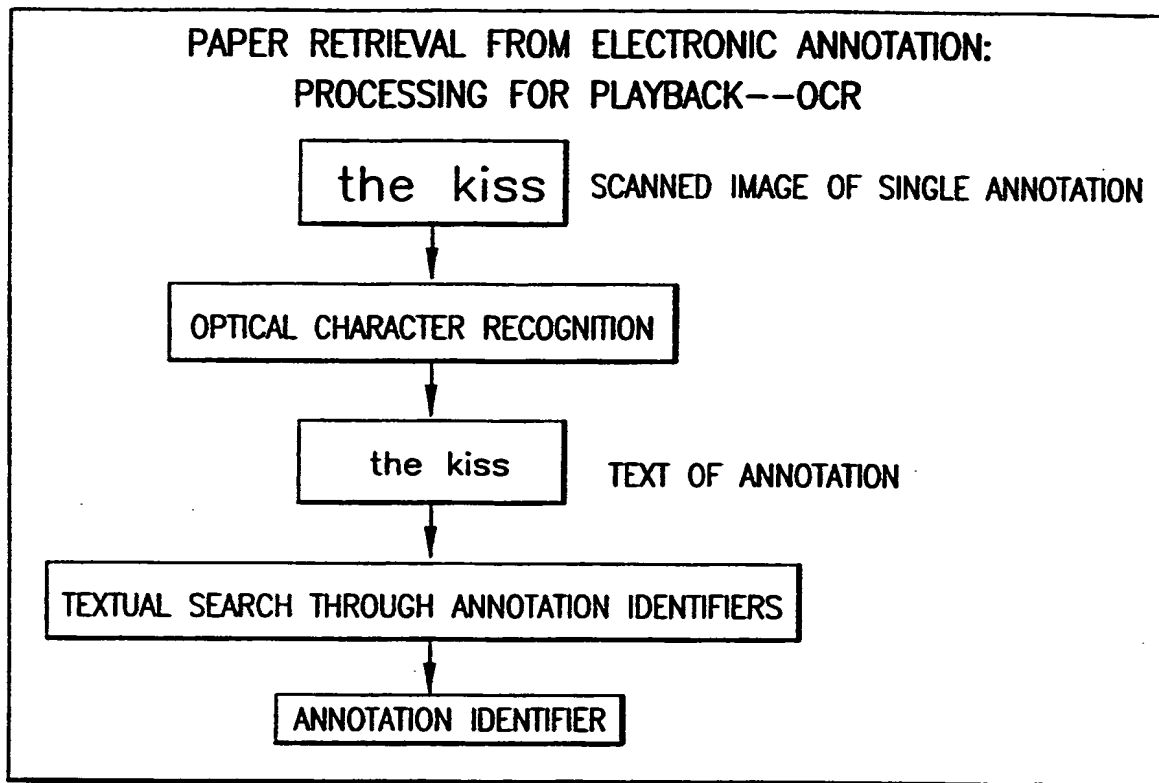 PAPER RETRIEVAL FROM ELECTRONIC ANNOTATION:
PROCESSING FOR PLAYBACK--OCR
the kiss
SCANNED IMAGE OF SINGLE ANNOTATION
OPTICAL CHARACTER RECOGNITION
the kiss
TEXT OF ANNOTATION
TEXTUAL SEARCH THROUGH ANNOTATION IDENTIFIERS
ANNOTATION IDENTIFIER